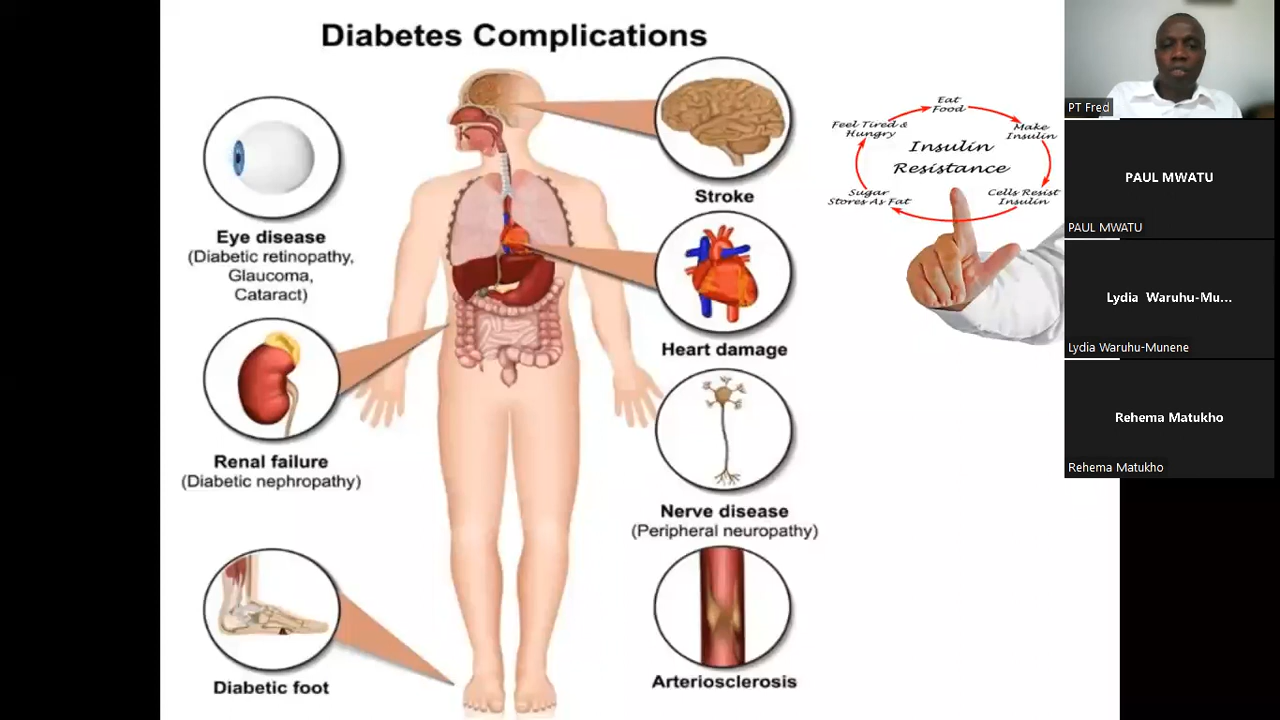 Diabetes Complications
Eye disease
(Diabetic retinopathy,
Glaucoma,
Cataract)
Renal failure
(Diabetic nephropathy)
Diabetic foot
Stroke
Heart damage
Nerve disease
(Peripheral neuropathy)
Arteriosclerosis
Eat
Food
Make
Insulin
Cells Resist
Insulin
Sugar
Stores As Fat
Feel Tired &
Hungry
Insulin
Resistance
PT Fred
PAUL MWATU
PAUL MWATU
Lydia Waruhu-Mu...
Lydia Waruhu-Munene
Rehema Matukho
Rehema Matukho